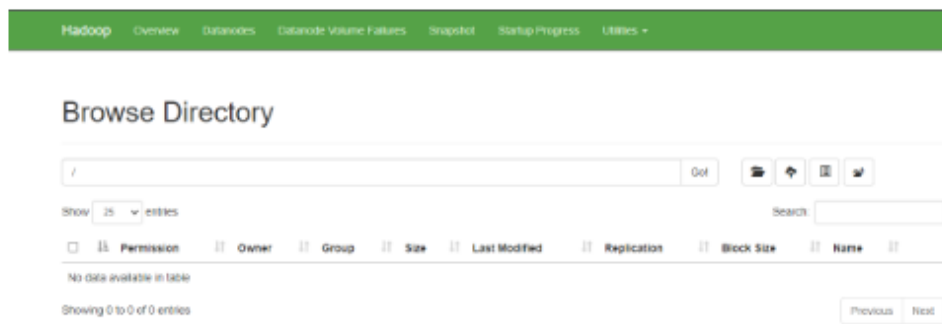 Hadoop Overview Datanodes Datanode Volume Failures Snapshot Startup Progress Utilities
Browse Directory
/ Go!
Show 25 entries Search:
Permission Owner Group Size Last Modified Replication Block Size Name
No data available in table
Showing 0 to 0 of 0 entries Previous Next